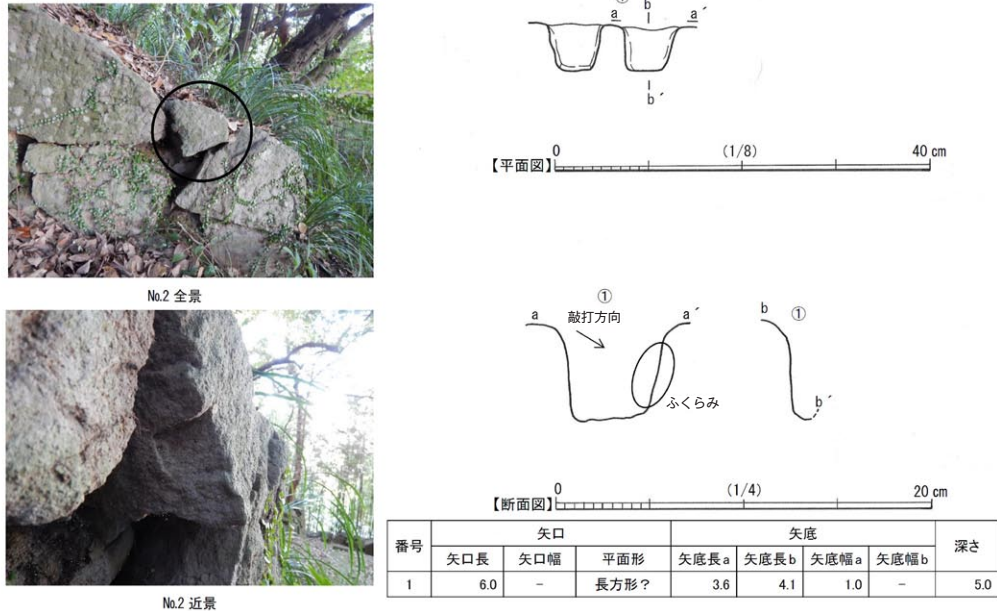 No.2 全景
No.2 近景
①
a
b
a´
b´
【平面図】
0
(1/8)
40 cm
①
a
敲打方向
a´
ふくらみ
b
①
b´
【断面図】
0
(1/4)
20 cm
番号 矢口 矢底 深さ
矢口長 矢口幅 平面形 矢底長a 矢底長b 矢底幅a 矢底幅b
1 6.0 － 長方形？ 3.6 4.1 1.0 － 5.0